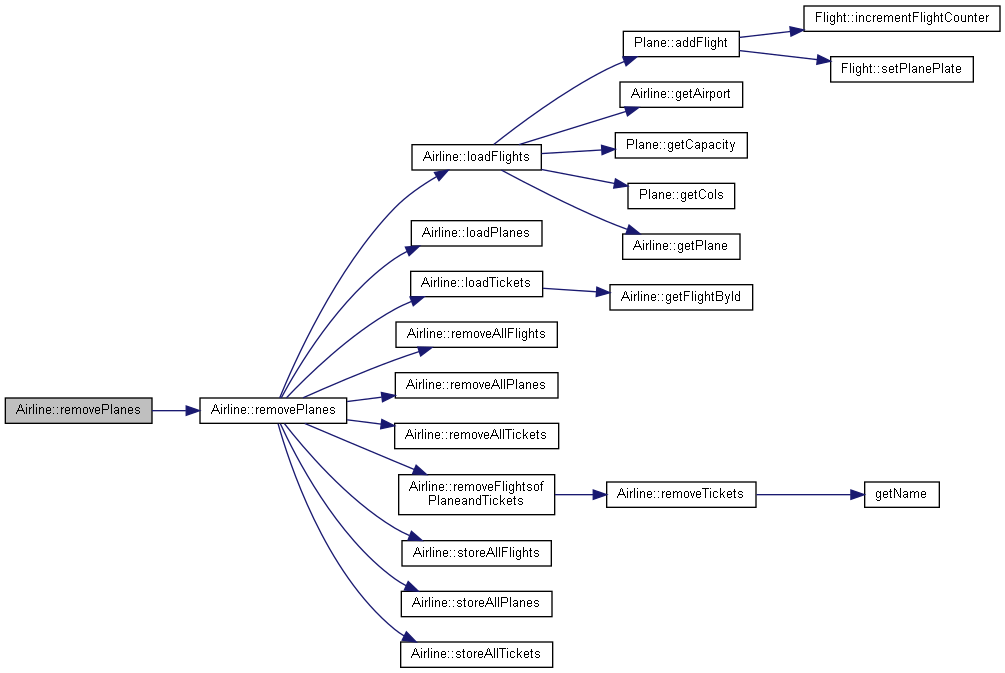 Flight::incrementFlightCounter
Plane::addFlight
Flight::setPlanePlate
Airline::getAirport
Plane::getCapacity
Airline::loadFlights
Plane::getCols
Airline::loadPlanes
Airline::getPlane
Airline::loadTickets
Airline::getFlightById
Airline::removeAllFlights
Airline::removeAllPlanes
Airline::removePlanes
Airline::removePlanes
Airline::removeAllTickets
Airline::removeFlightsof
PlaneandTickets
Airline::removeTickets
getName
Airline::storeAllFlights
Airline::storeAllPlanes
Airline::storeAllTickets